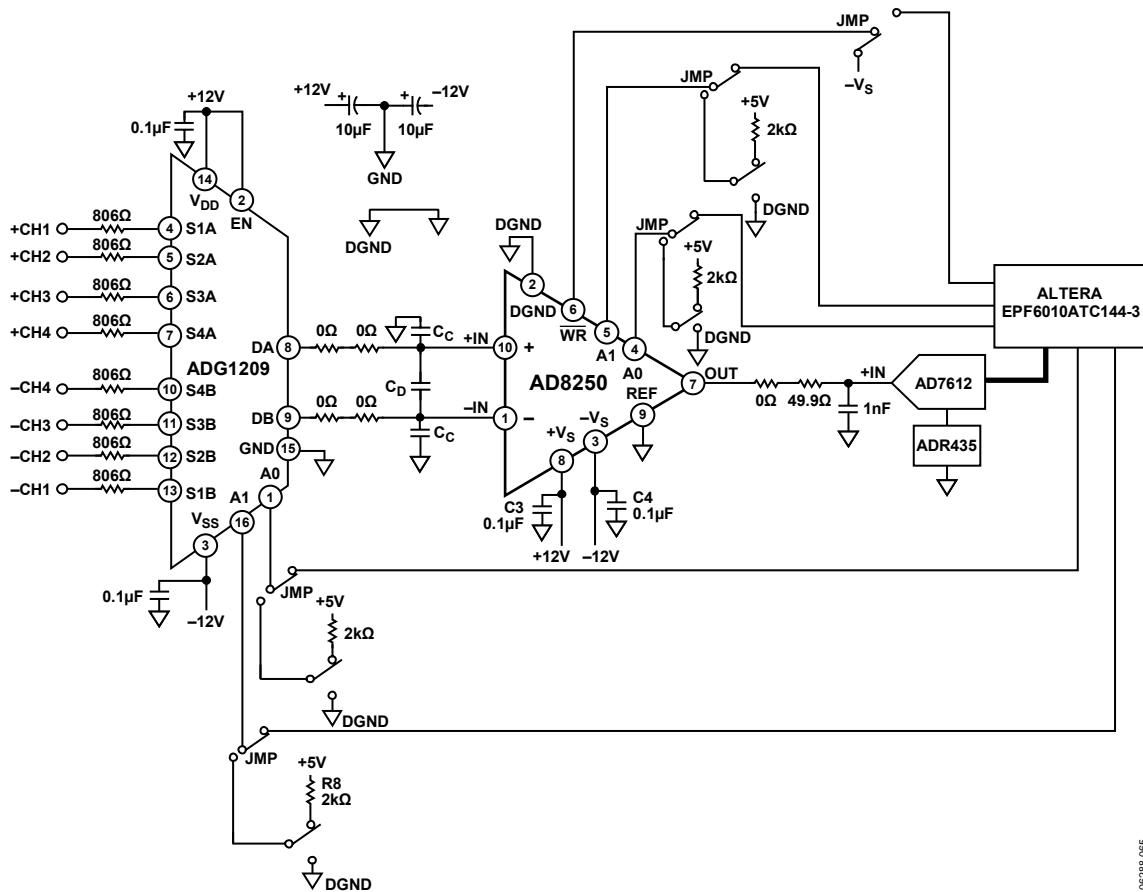 JMP
–VS
+12V
0.1µF
+12V
10µF
–12V
10µF
GND
DGND
JMP
+5V
2kΩ
DGND
JMP
+5V
2kΩ
DGND
14
VDD
2
EN
+CH1
806Ω
4
S1A
+CH2
806Ω
5
S2A
+CH3
806Ω
6
S3A
+CH4
806Ω
7
S4A
–CH4
806Ω
10
S4B
–CH3
806Ω
11
S3B
–CH2
806Ω
12
S2B
–CH1
806Ω
13
S1B
ADG1209
DA
8
DB
9
GND
15
A0
1
A1
16
VSS
3
0.1µF
–12V
0Ω
0Ω
0Ω
0Ω
CC
CD
CC
+IN
–IN
10
+
1
–
AD8250
DGND
2
DGND
6
WR
5
A1
4
A0
7
OUT
REF
9
–VS
3
+VS
8
C3
0.1µF
+12V
–12V
C4
0.1µF
0Ω
49.9Ω
1nF
+IN
AD7612
ADR435
ALTERA
EPF6010ATC144-3
JMP
+5V
2kΩ
DGND
JMP
+5V
R8
2kΩ
DGND
06288-065